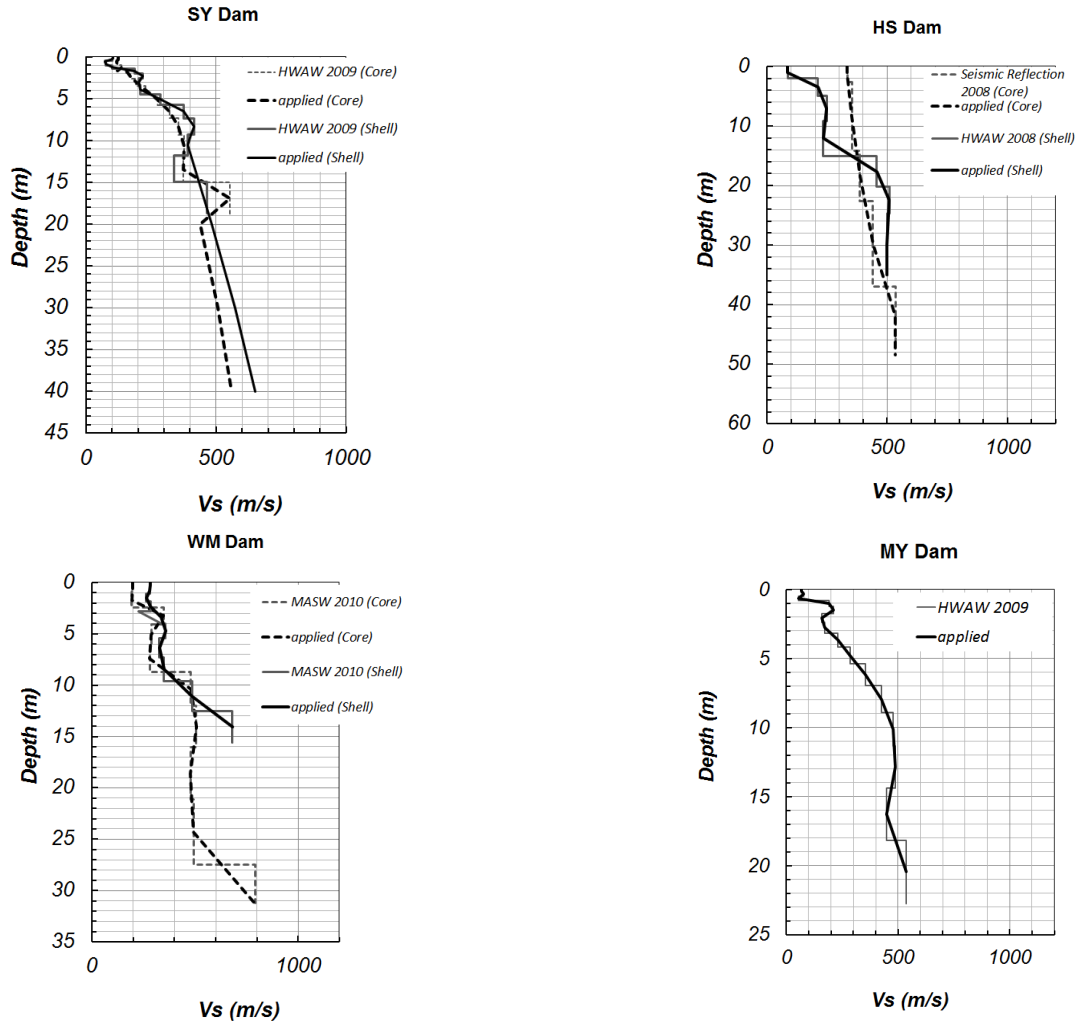 SY Dam
0
5
10
15
20
25
30
35
40
45
Depth (m)
HWAW 2009 (Core)
applied (Core)
HWAW 2009 (Shell)
applied (Shell)
0
500
1000
Vs (m/s)
HS Dam
0
10
20
30
40
50
60
Depth (m)
Seismic Reflection
2008 (Core)
applied (Core)
HWAW 2008 (Shell)
applied (Shell)
0
500
1000
Vs (m/s)
WM Dam
0
5
10
15
20
25
30
35
Depth (m)
MASW 2010 (Core)
applied (Core)
MASW 2010 (Shell)
applied (Shell)
0
1000
Vs (m/s)
MY Dam
0
5
10
15
20
25
Depth (m)
HWAW 2009
applied
0
500
1000
Vs (m/s)